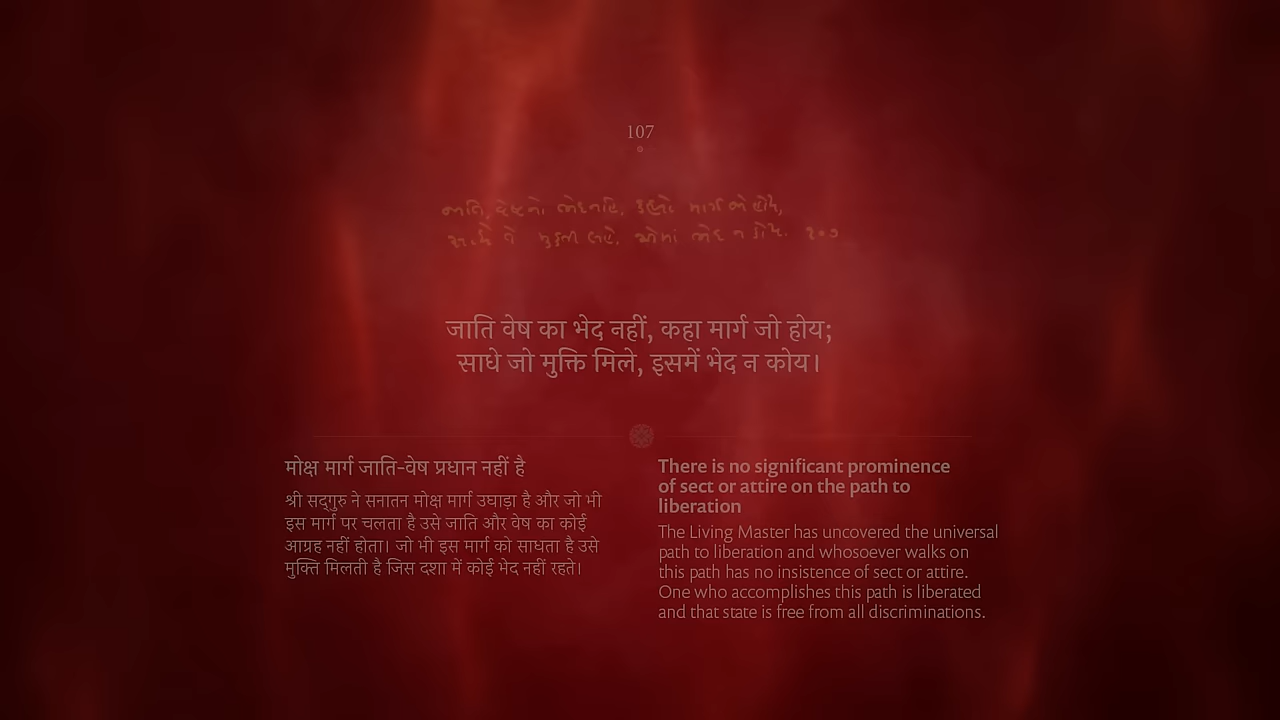 107
जाति वेष का भेद नहीं, कहा मार्ग जो होय;
साधे जो मुक्ति मिले, इसमें भेद न कोय।
मोक्ष मार्ग जाति-वेष प्रधान नहीं है
श्री सद्गुरु ने सनातन मोक्ष मार्ग उघाड़ा है और जो भी
इस मार्ग पर चलता है उसे जाति और वेष का कोई
आग्रह नहीं होता। जो भी इस मार्ग को साधता है उसे
मुक्ति मिलती है जिस दशा में कोई भेद नहीं रहते।
There is no significant prominence
of sect or attire on the path to
liberation
The Living Master has uncovered the universal
path to liberation and whosoever walks on
this path has no insistence of sect or attire.
One who accomplishes this path is liberated
and that state is free from all discriminations.